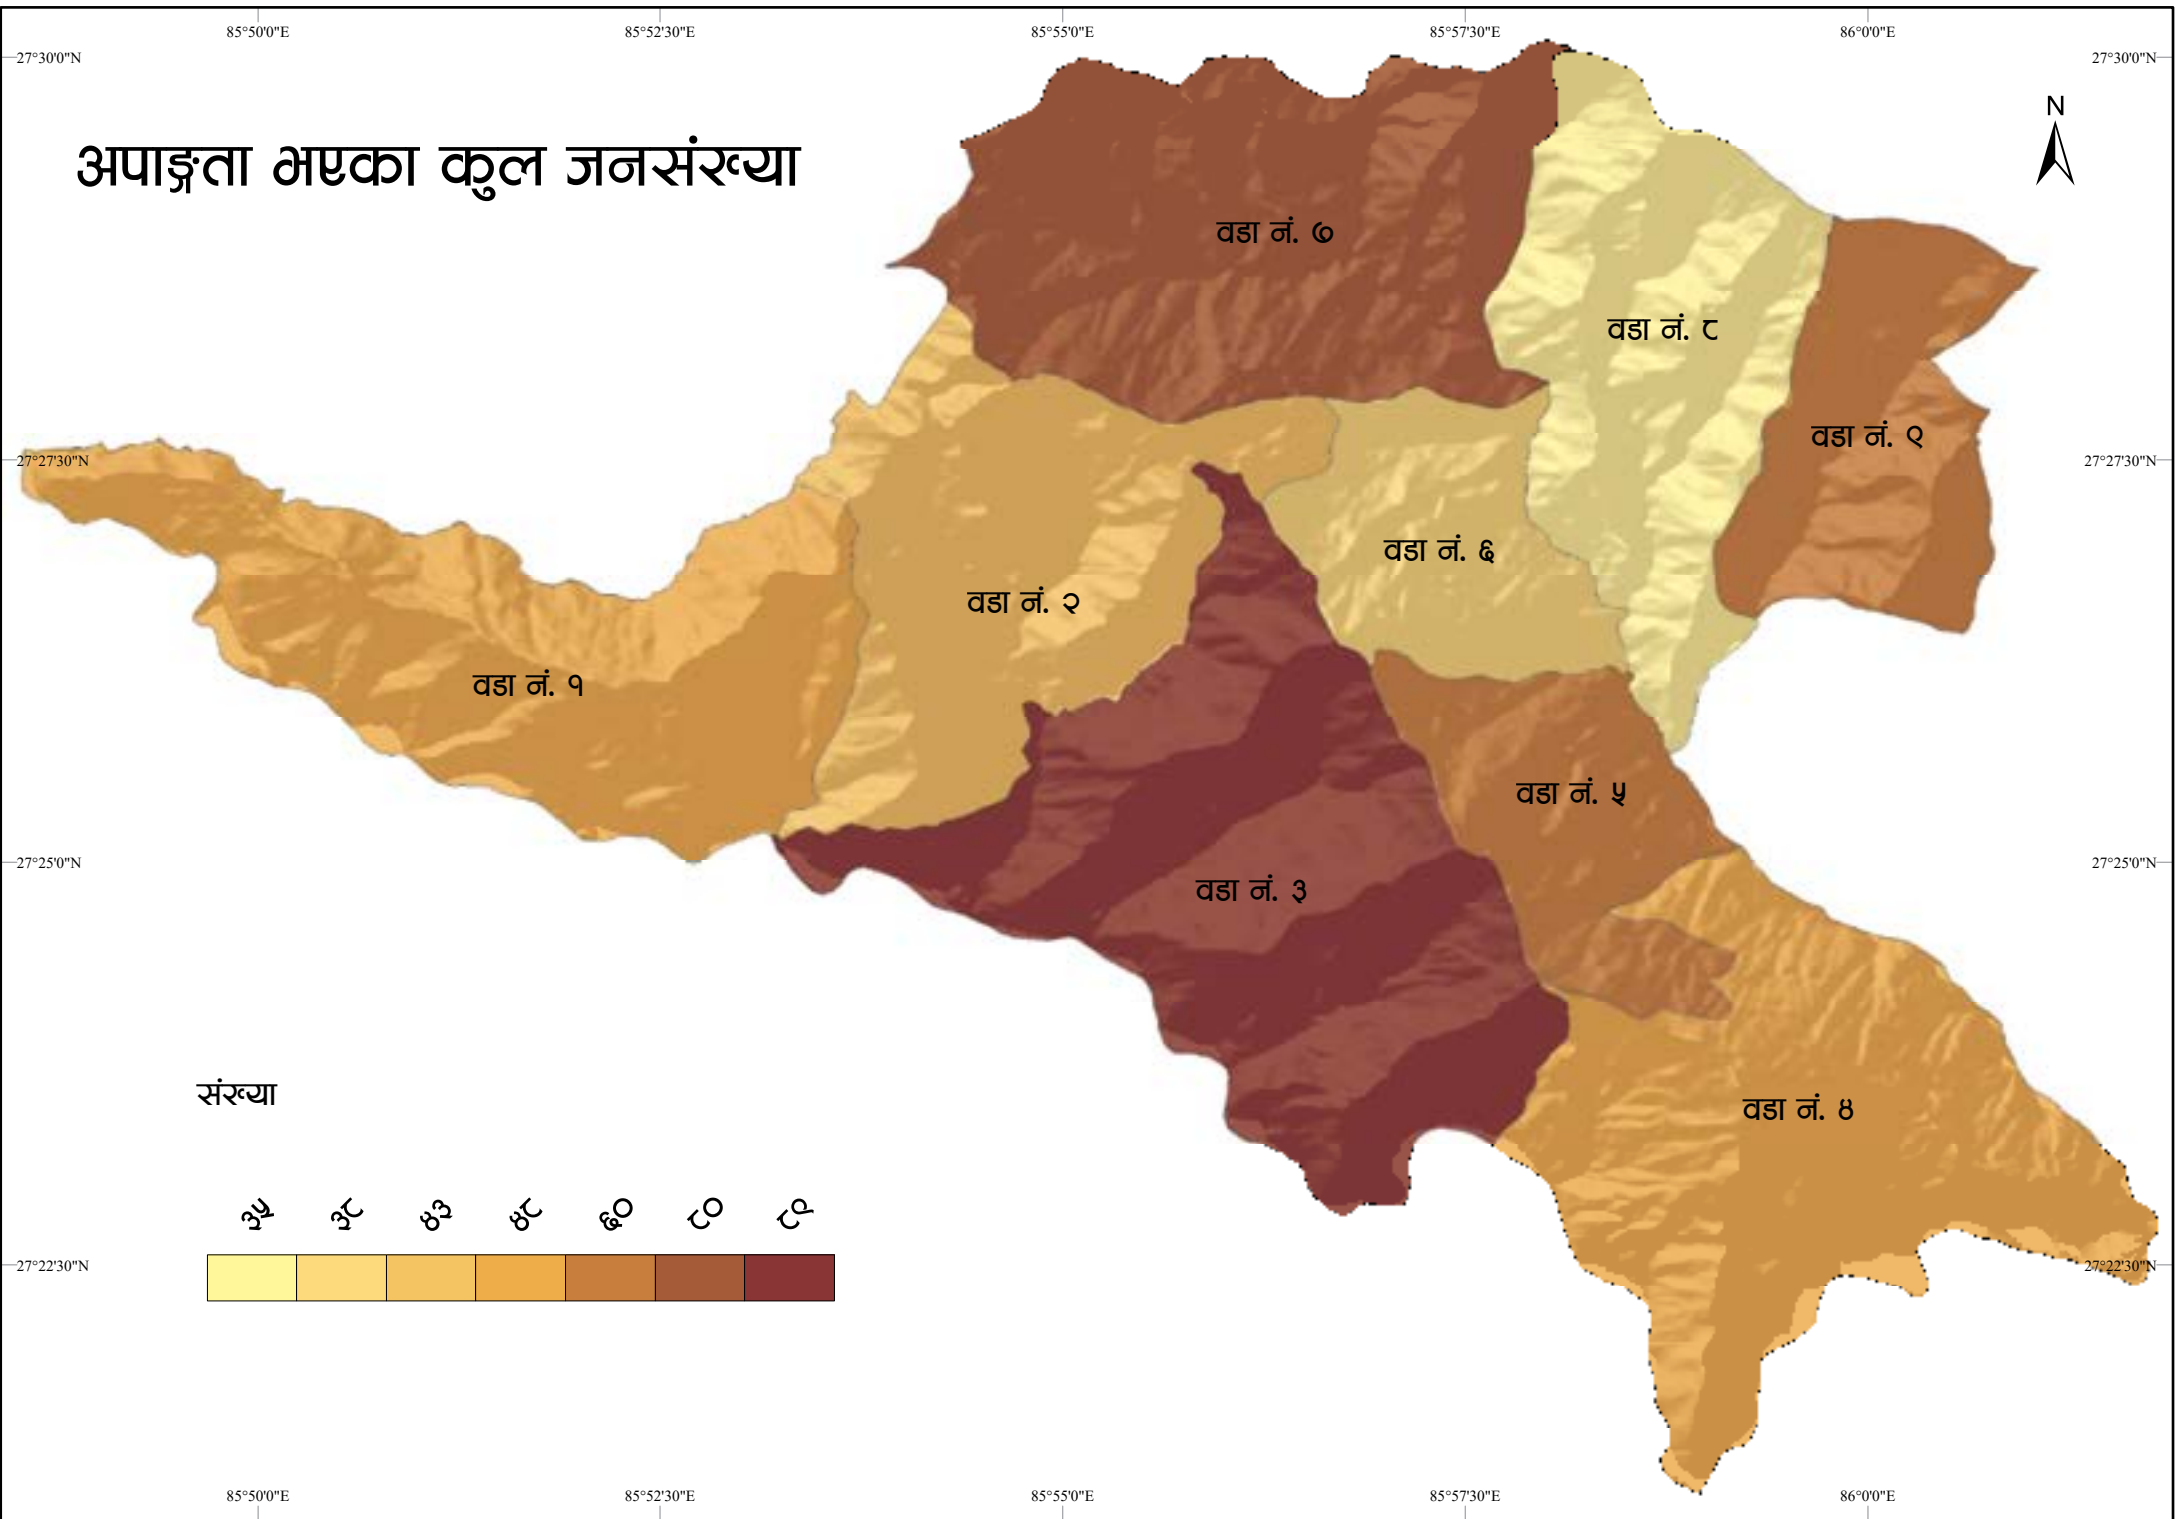 85°50'0"E 85°52'30"E 85°55'0"E 85°57'30"E 86°0'0"E
27°30'0"N 27°30'0"N
N
अपाङ्गता भएका कुल जनसंख्या
वडा नं. ७
वडा नं. ८
वडा नं. ९
27°27'30"N 27°27'30"N
वडा नं. ६
वडा नं. २
वडा नं. १
वडा नं. ५
27°25'0"N 27°25'0"N
वडा नं. ३
संख्या
वडा नं. ४
३५ ३८ ४३ ४८ ६० ८० ८९
27°22'30"N 27°22'30"N
85°50'0"E 85°52'30"E 85°55'0"E 85°57'30"E 86°0'0"E